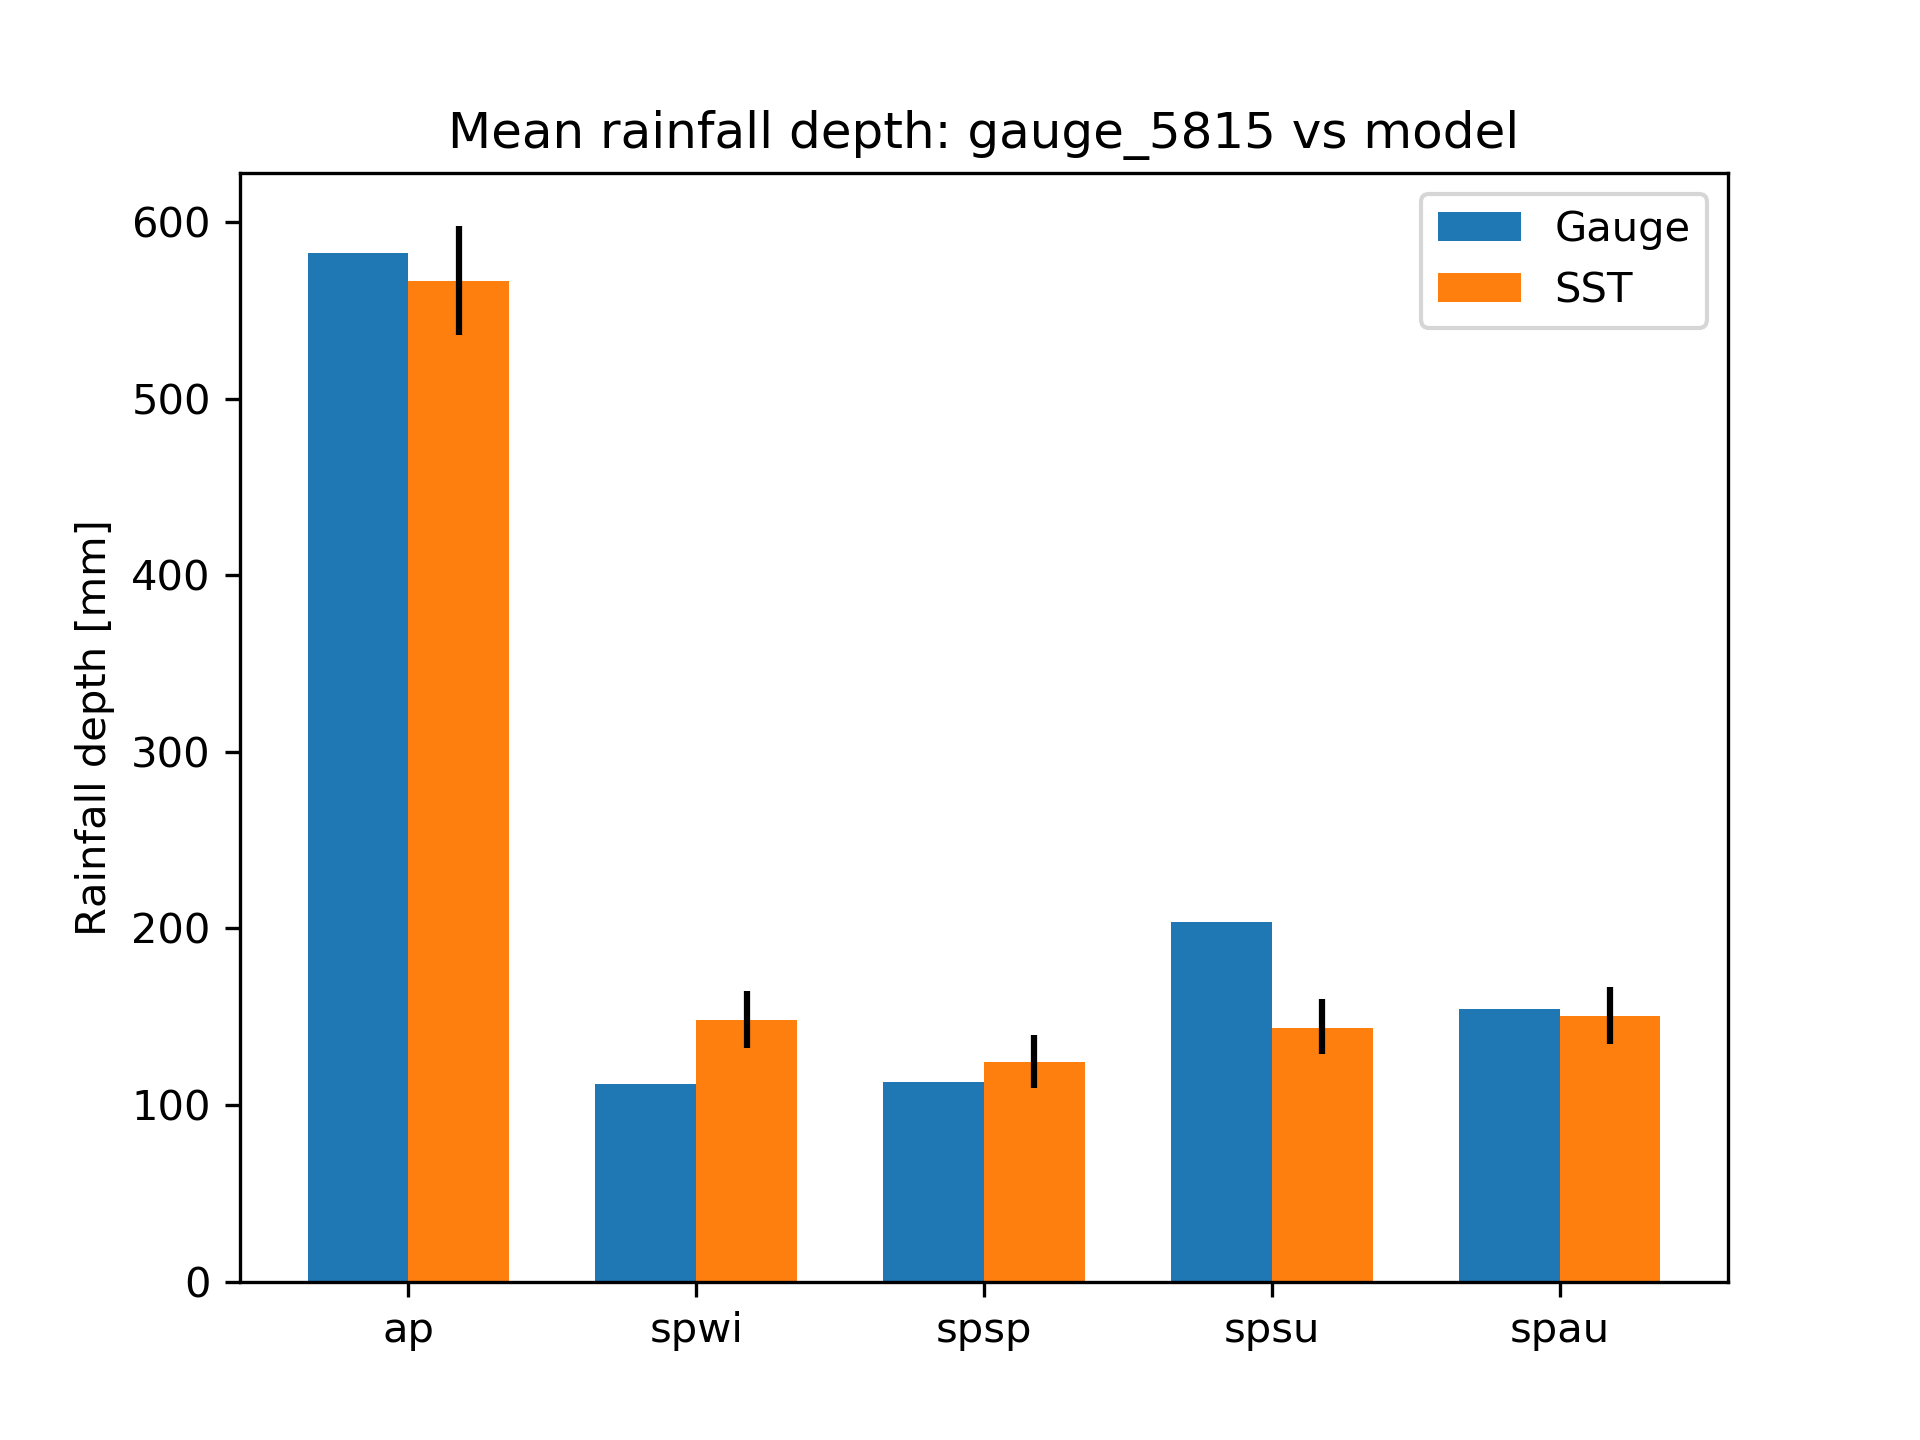 Mean rainfall depth: gauge_5815 vs model
Gauge
SST
Rainfall depth [mm]
600
500
400
300
200
100
0
ap
spwi
spsp
spsu
spau